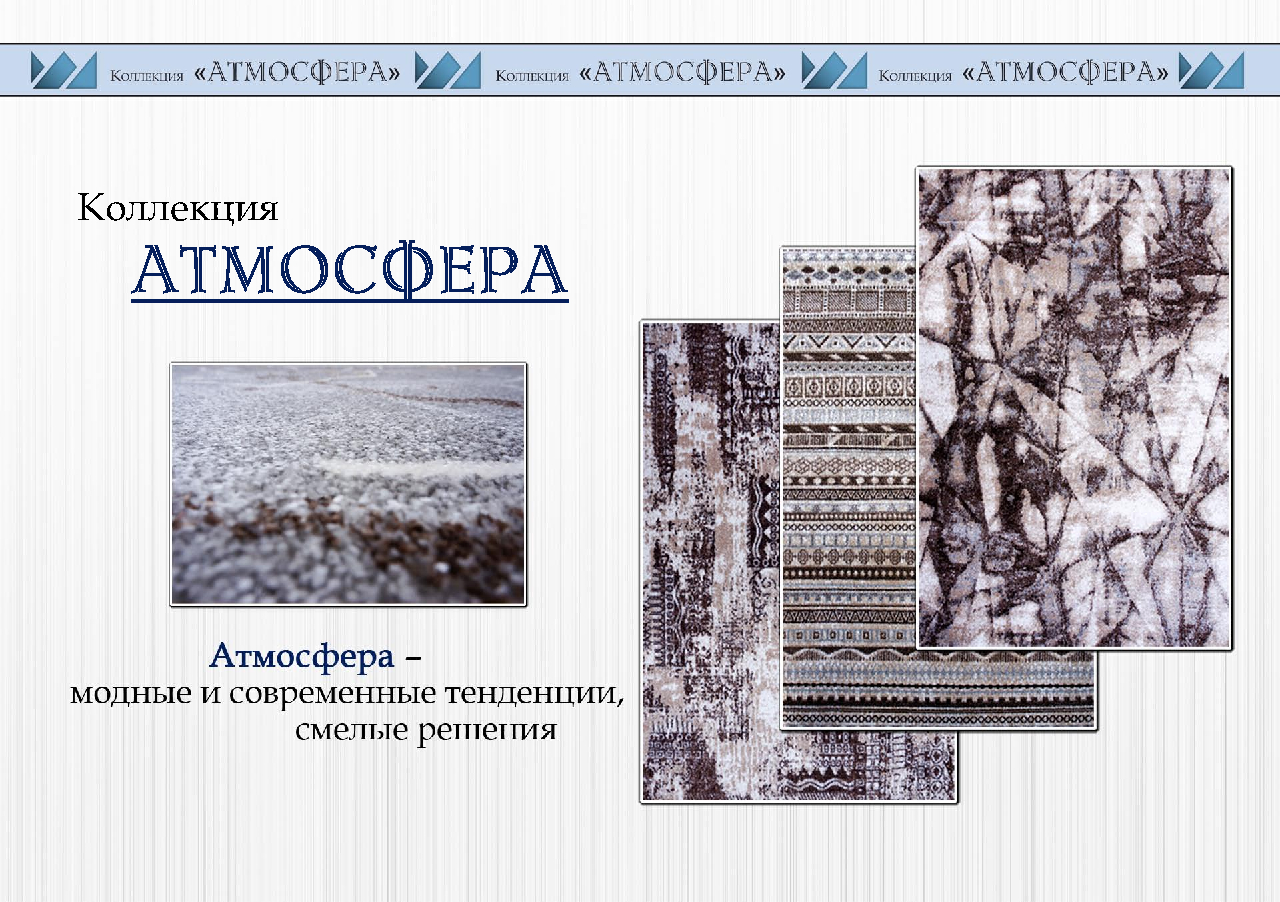 Коллекция «АТМОСФЕРА» Коллекция «АТМОСФЕРА» Коллекция «АТМОСФЕРА»
Коллекция
АТМОСФЕРА
Атмосфера –
модные и современные тенденции,
смелые решения